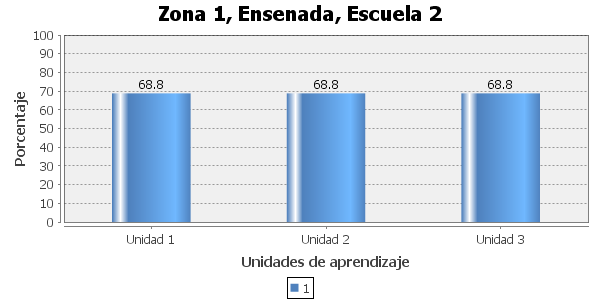 Zona 1, Ensenada, Escuela 2
Porcentaje
100
90
80
70
60
50
40
30
20
10
0
68.8 68.8 68.8
Unidad 1 Unidad 2 Unidad 3
Unidades de aprendizaje
1